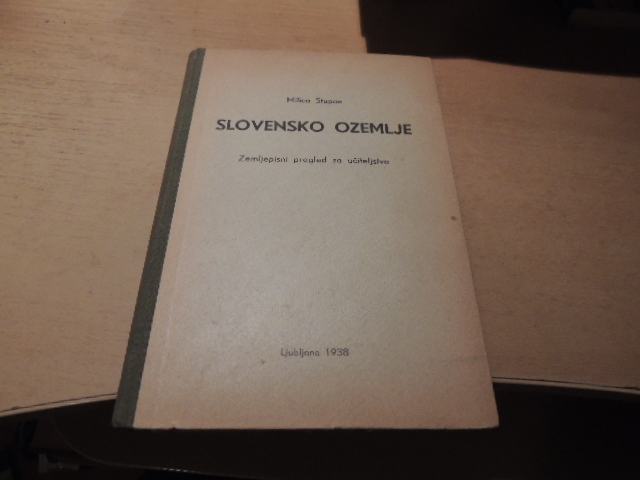 Milica Stupan
SLOVENSKO OZEMLJE
Zemljepisni pregled za učiteljstvo
Ljubljana 1938